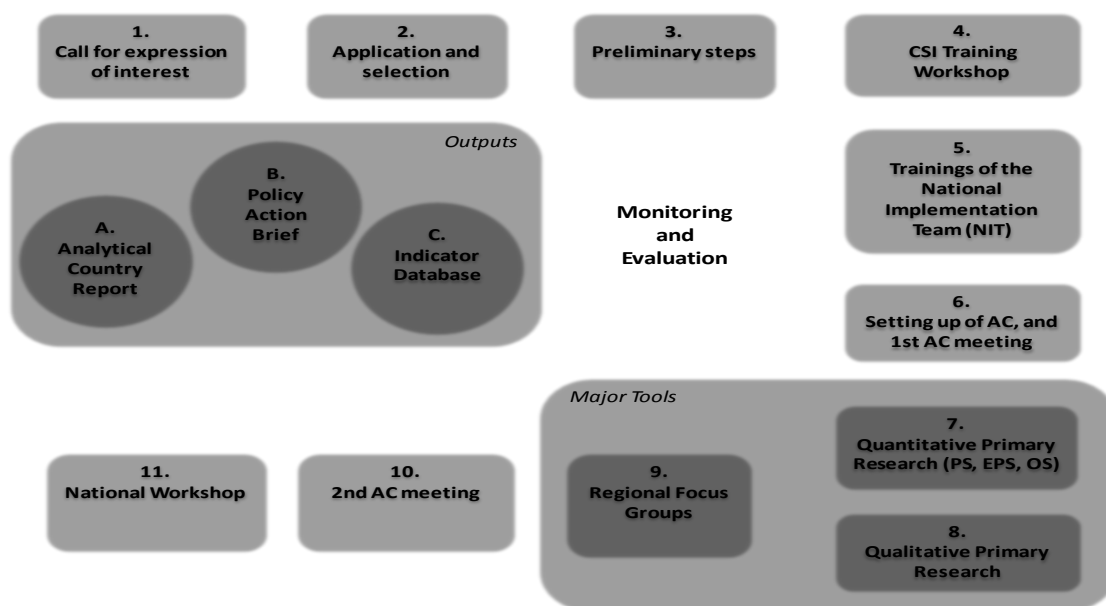 1.
Call for expression
of interest
2.
Application and
selection
3.
Preliminary steps
4.
CSI Training
Workshop
Outputs
A.
Analytical
Country
Report
B.
Policy
Action
Brief
C.
Indicator
Database
Monitoring
and
Evaluation
5.
Trainings of the
National
Implementation
Team (NIT)
6.
Setting up of AC, and
1st AC meeting
Major Tools
7.
Quantitative Primary
Research (PS, EPS, OS)
8.
Qualitative Primary
Research
9.
Regional Focus
Groups
10.
2nd AC meeting
11.
National Workshop